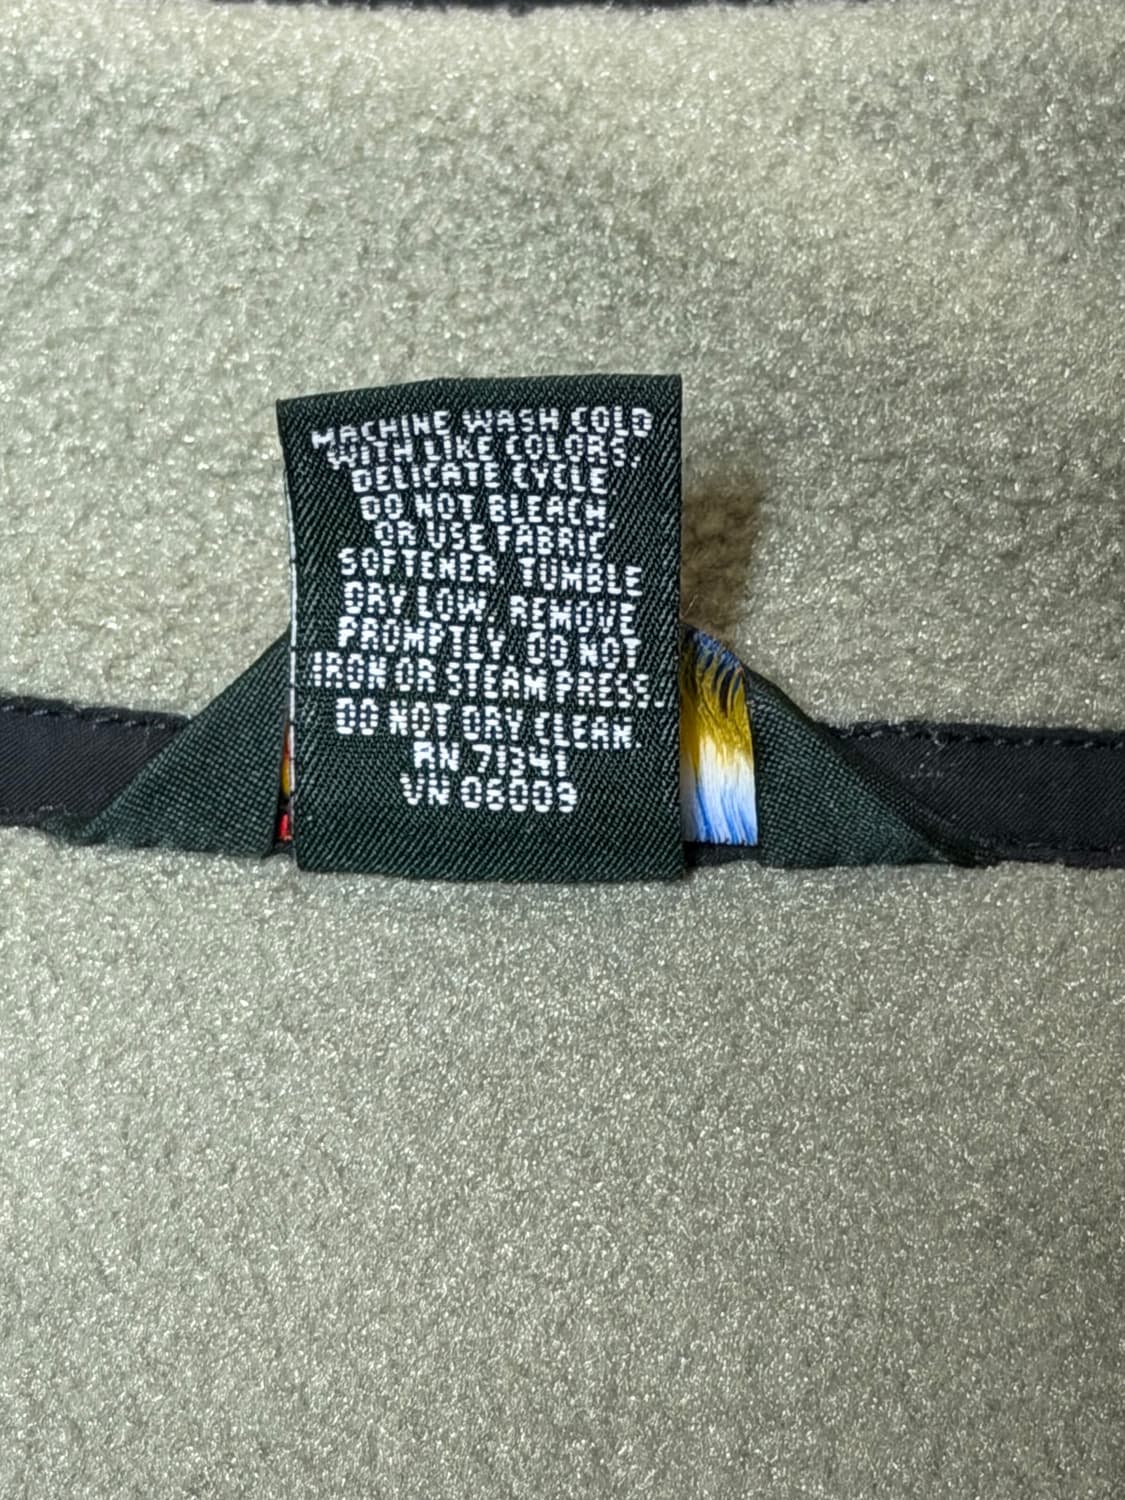 MACHINE WASH COLD
WITH LIKE COLORS,
DELICATE CYCLE
DO NOT BLEACH,
OR USE FABRIC
SOFTENER, TUMBLE
DRY LOW, REMOVE
PROMPTLY. DO NOT
IRON OR STEAM PRESS
DO NOT DRY CLEAN.
RN 71341
VN 06009